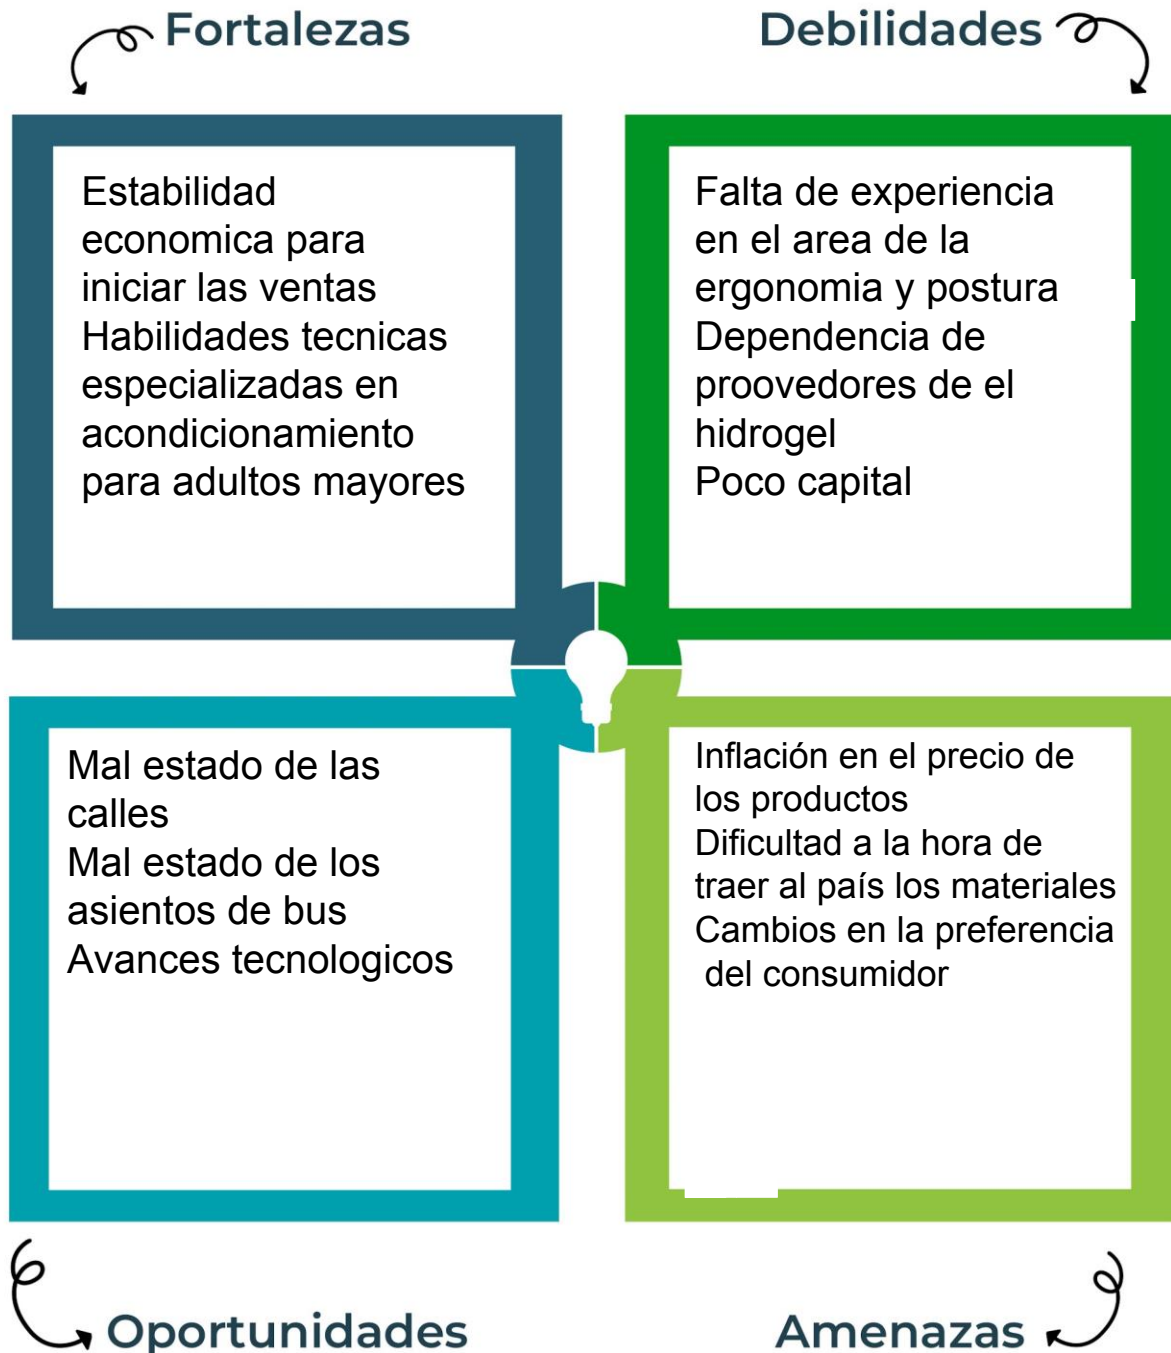 Fortalezas
Estabilidad
economica para
iniciar las ventas
Habilidades tecnicas
especializadas en
acondicionamiento
para adultos mayores
Debilidades
Falta de experiencia
en el area de la
ergonomia y postura
Dependencia de
proovedores de el
hidrogel
Poco capital
Mal estado de las
calles
Mal estado de los
asientos de bus
Avances tecnologicos
Oportunidades
Inflación en el precio de
los productos
Dificultad a la hora de
traer al país los materiales
Cambios en la preferencia
del consumidor
Amenazas